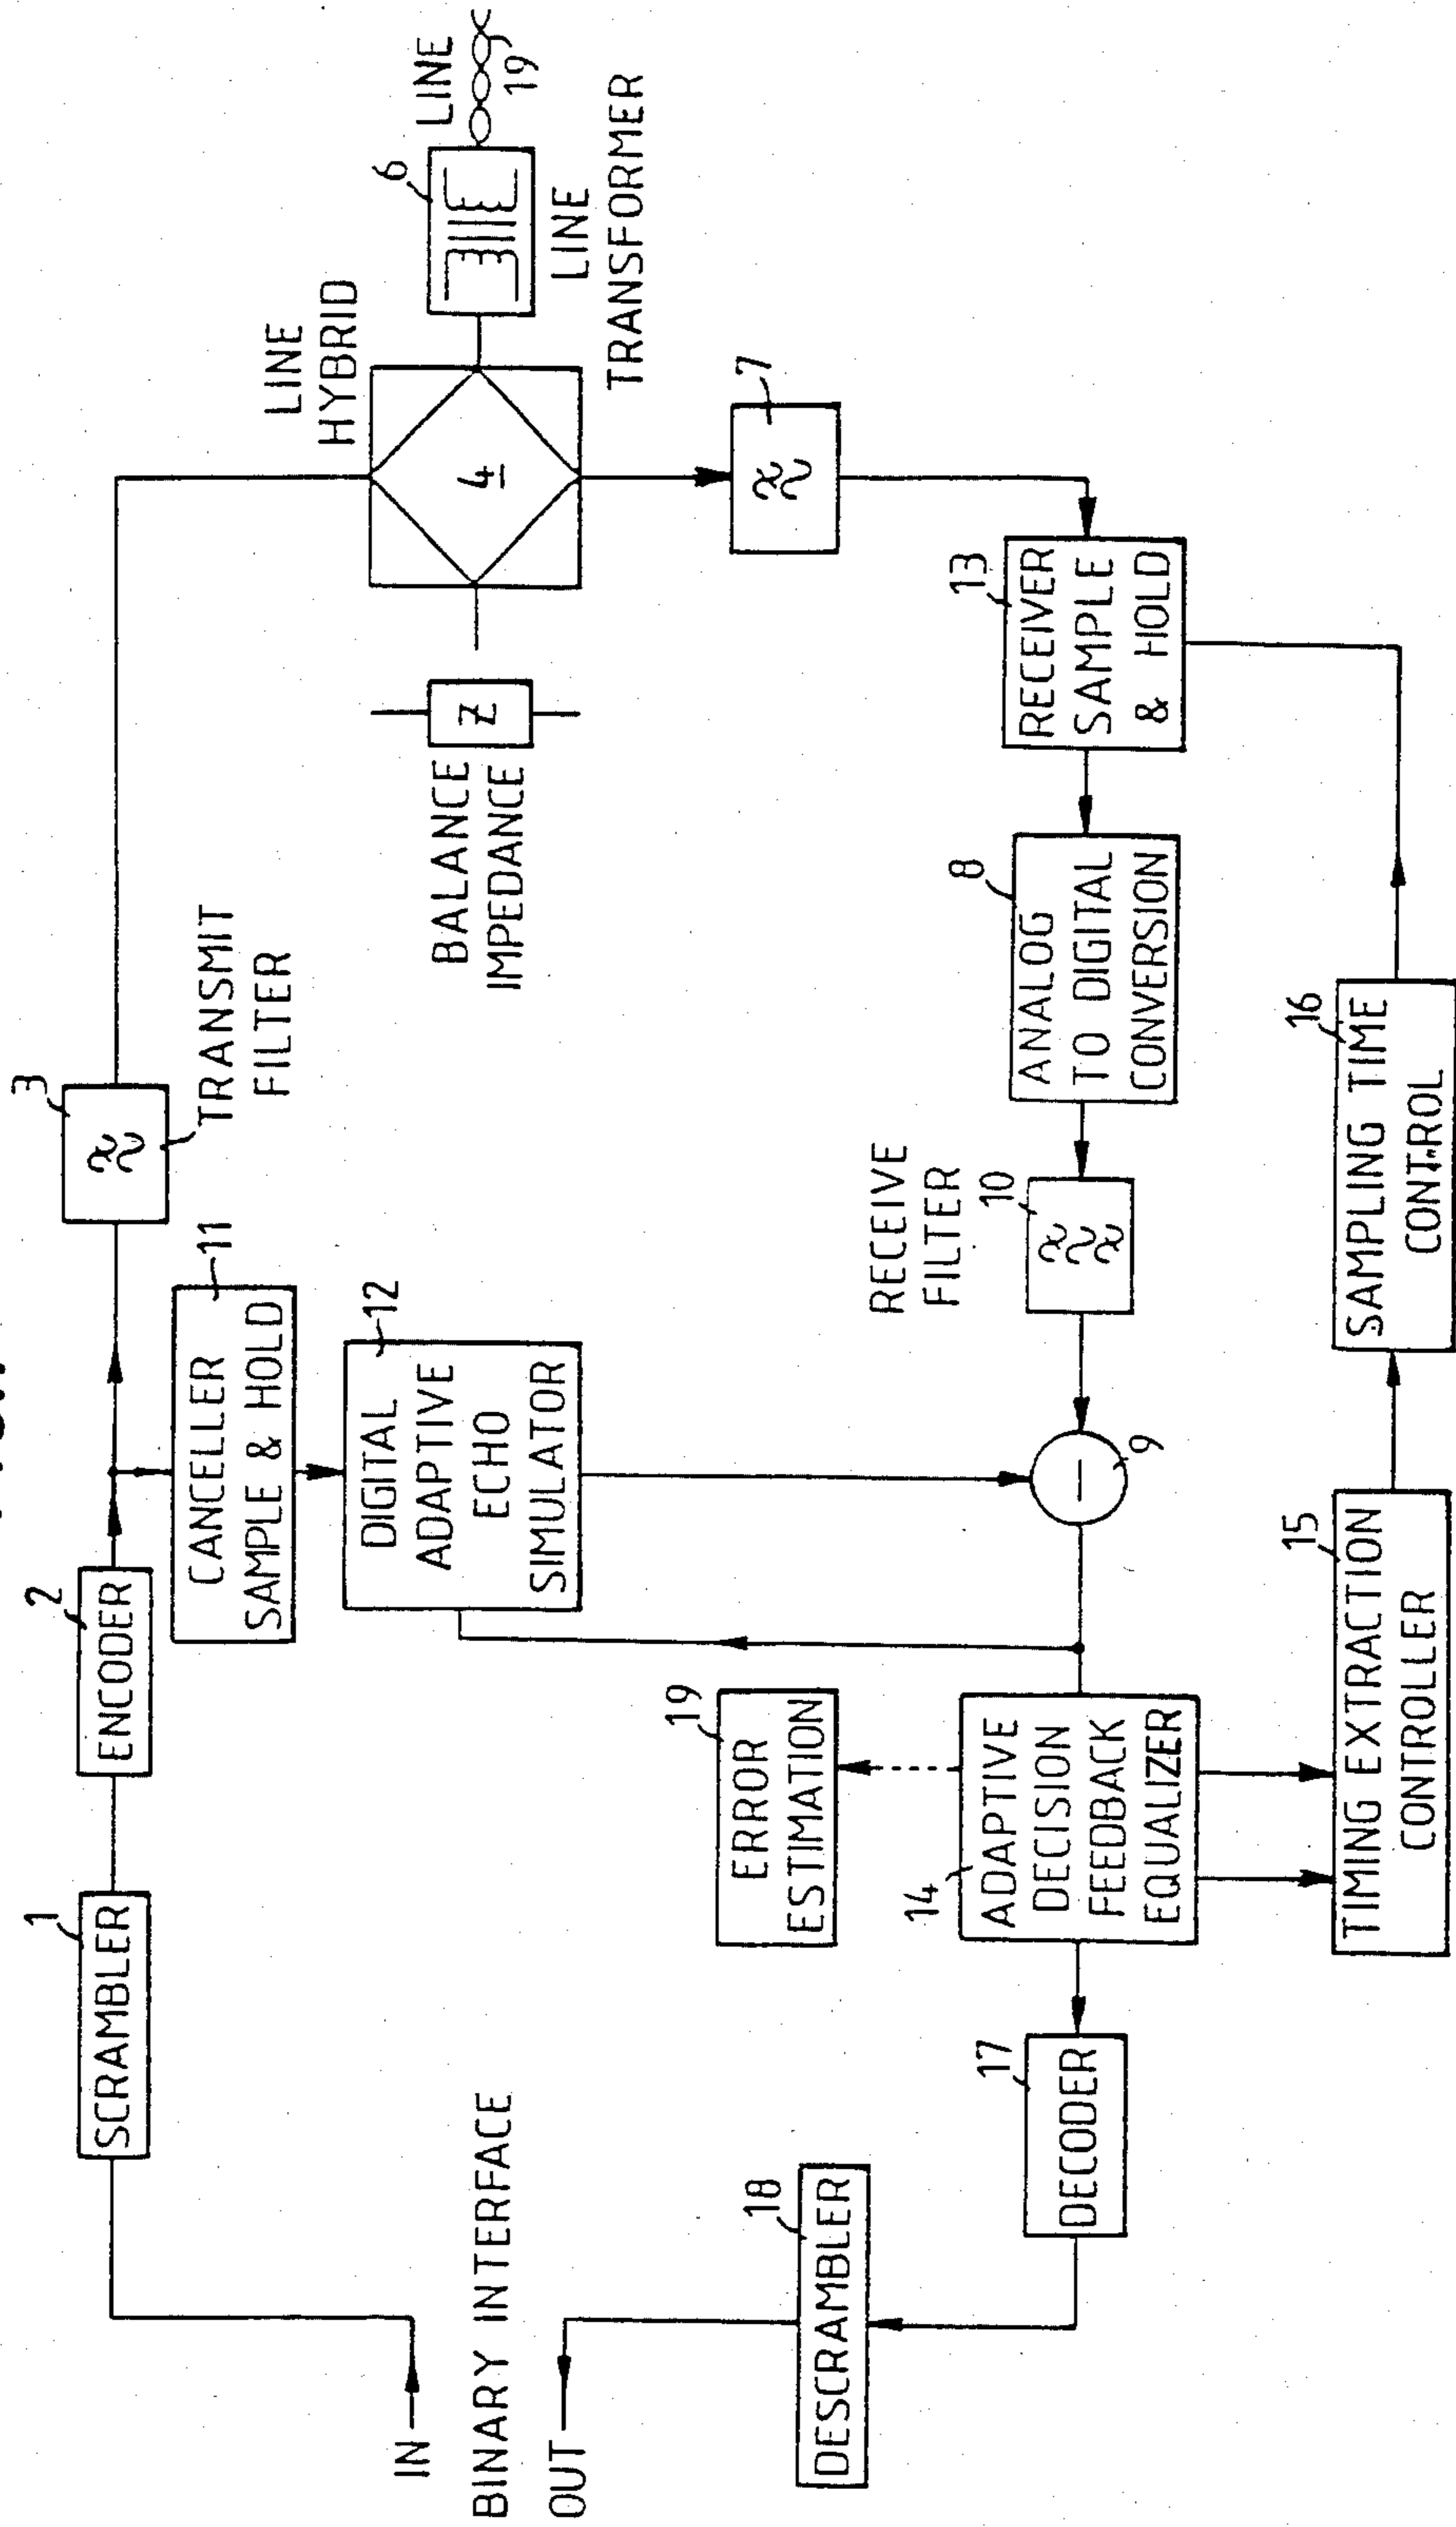 1
SCRAMBLER
2
ENCODER
3
TRANSMIT
FILTER
11
CANCELLER
SAMPLE & HOLD
12
DIGITAL
ADAPTIVE
ECHO
SIMULATOR
LINE
HYBRID
4
6
LINE
19
LINE
TRANSFORMER
BALANCE
IMPEDANCE
Z
7
IN
BINARY INTERFACE
OUT
18
DESCRAMBLER
17
DECODER
19
ERROR
ESTIMATION
14
ADAPTIVE
DECISION
FEEDBACK
EQUALIZER
9
RECEIVE
FILTER
10
8
ANALOG
TO DIGITAL
CONVERSION
13
RECEIVER
SAMPLE
& HOLD
15
TIMING EXTRACTION
CONTROLLER
16
SAMPLING TIME
CONTROL